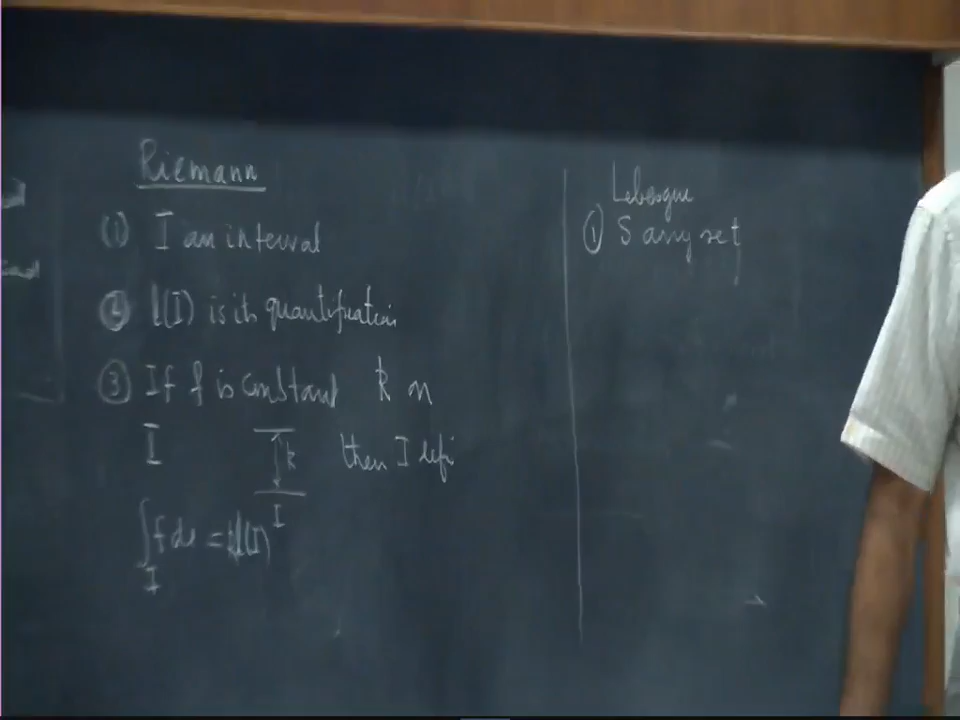 Riemann
(1) I an interval
② l(I) is its quantification
③ If f is constant k on
I
k
then I defi
I
∫f dx = kl(I)
I
Lebesgue
① S any set